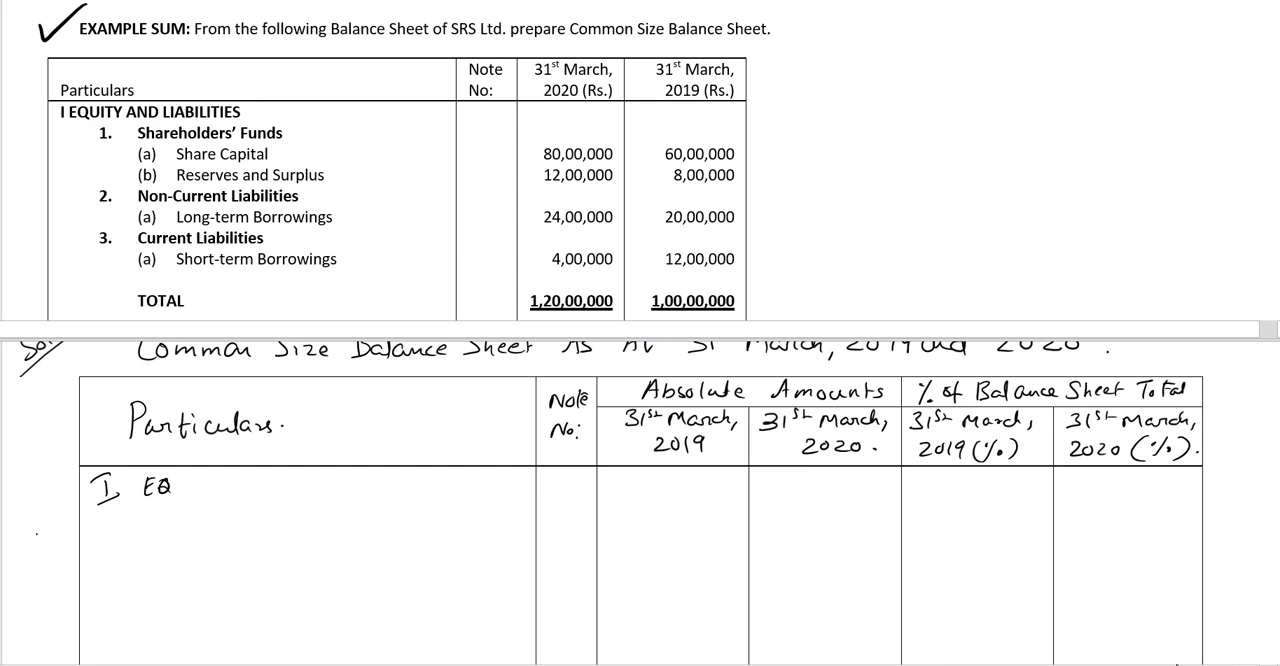 EXAMPLE SUM: From the following Balance Sheet of SRS Ltd. prepare Common Size Balance Sheet.
Particulars Note No: 31st March, 2020 (Rs.) 31st March, 2019 (Rs.)
I EQUITY AND LIABILITIES
1. Shareholders' Funds
(a) Share Capital 80,00,000 60,00,000
(b) Reserves and Surplus 12,00,000 8,00,000
2. Non-Current Liabilities
(a) Long-term Borrowings 24,00,000 20,00,000
3. Current Liabilities
(a) Short-term Borrowings 4,00,000 12,00,000
TOTAL 1,20,00,000 1,00,00,000
Common Size Balance Sheet As At 31 March, 2019 and 2020.
Particulars. Note No: Absolute Amounts % of Balance Sheet Total
31st March, 2019 31st March, 2020. 31st March, 2019 (%) 31st March, 2020 (%).
I EQ